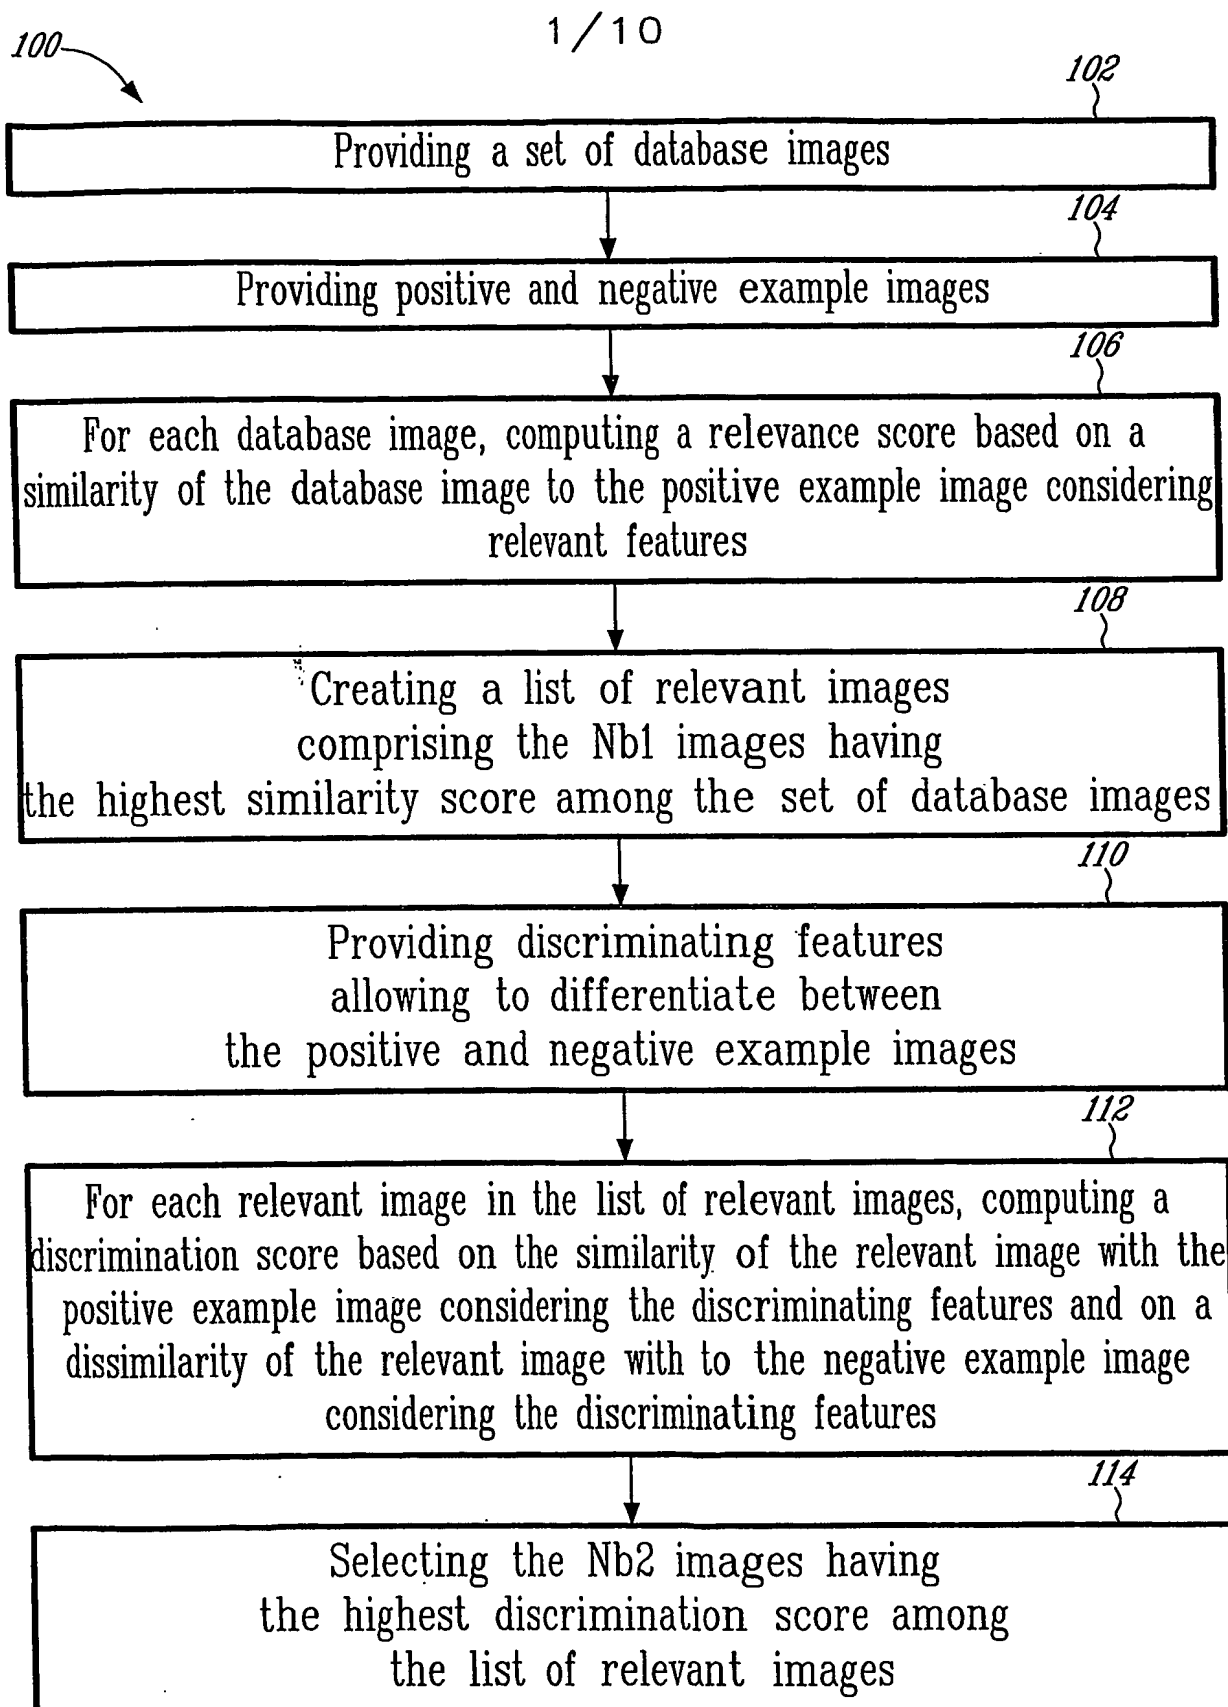 1/10
100
102
Providing a set of database images
104
Providing positive and negative example images
106
For each database image, computing a relevance score based on a
similarity of the database image to the positive example image considering
relevant features
108
Creating a list of relevant images
comprising the Nb1 images having
the highest similarity score among the set of database images
110
Providing discriminating features
allowing to differentiate between
the positive and negative example images
112
For each relevant image in the list of relevant images, computing a
discrimination score based on the similarity of the relevant image with the
positive example image considering the discriminating features and on a
dissimilarity of the relevant image with to the negative example image
considering the discriminating features
114
Selecting the Nb2 images having
the highest discrimination score among
the list of relevant images